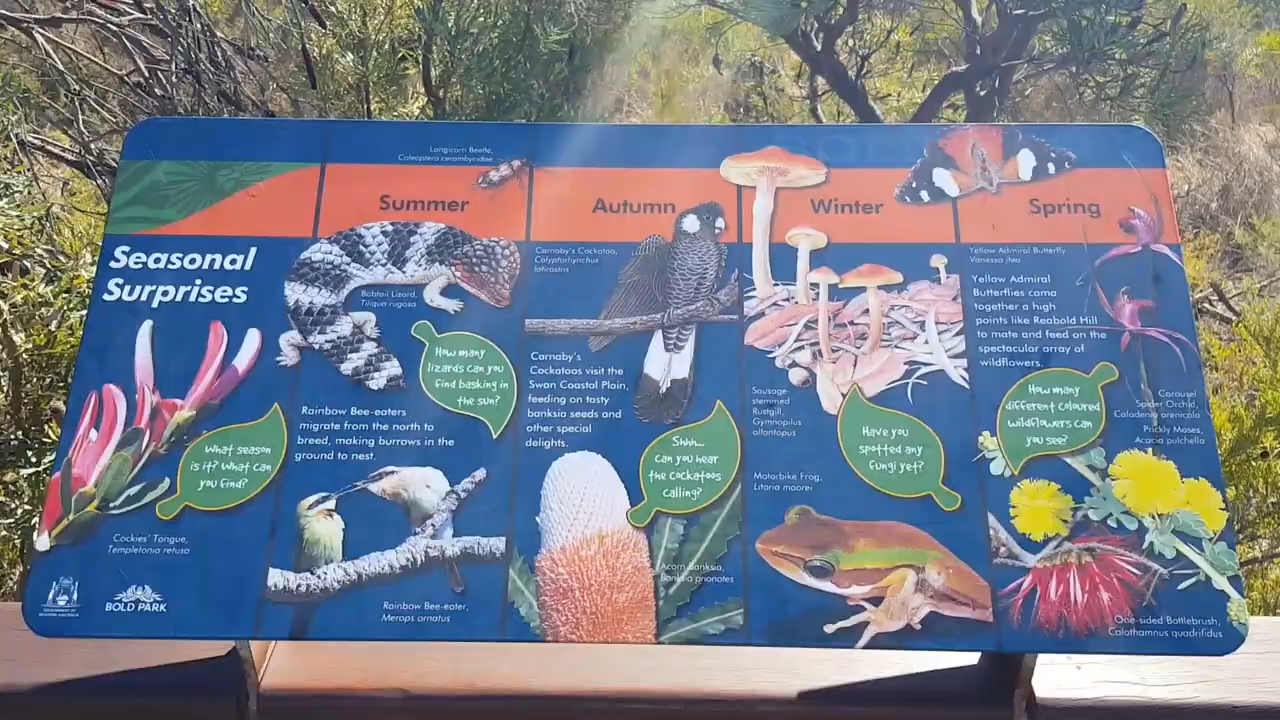 Seasonal
Surprises
What season
is it? What can
you find?
Cockies' Tongue,
Templetonia retusa
GOVERNMENT OF
WESTERN AUSTRALIA
BOLD PARK
Summer
Longicorn Beetle,
Coleoptera cerambycidae
Bobtail Lizard,
Tiliqua rugosa
How many
lizards can you
find basking in
the sun?
Rainbow Bee-eaters
migrate from the north to
breed, making burrows in the
ground to nest.
Rainbow Bee-eater,
Merops ornatus
Autumn
Carnaby's Cockatoo,
Calyptorhynchus
latirostris
Carnaby's
Cockatoos visit the
Swan Coastal Plain,
feeding on tasty
banksia seeds and
other special
delights.
Shhh...
can you hear
the cockatoos
calling?
Acorn Banksia,
Banksia prionotes
Winter
Sausage-
stemmed
Rustgill,
Gymnopilus
allantopus
Have you
spotted any
fungi yet?
Motorbike Frog,
Litoria moorei
Spring
Yellow Admiral Butterfly
Vanessa itea
Yellow Admiral
Butterflies come
together a high
points like Reabold Hill
to mate and feed on the
spectacular array of
wildflowers.
How many
different coloured
wildflowers can
you see?
Carousel
Spider Orchid,
Caladenia arenicola
Prickly Moses,
Acacia pulchella
One-sided Bottlebrush,
Calothamnus quadrifidus